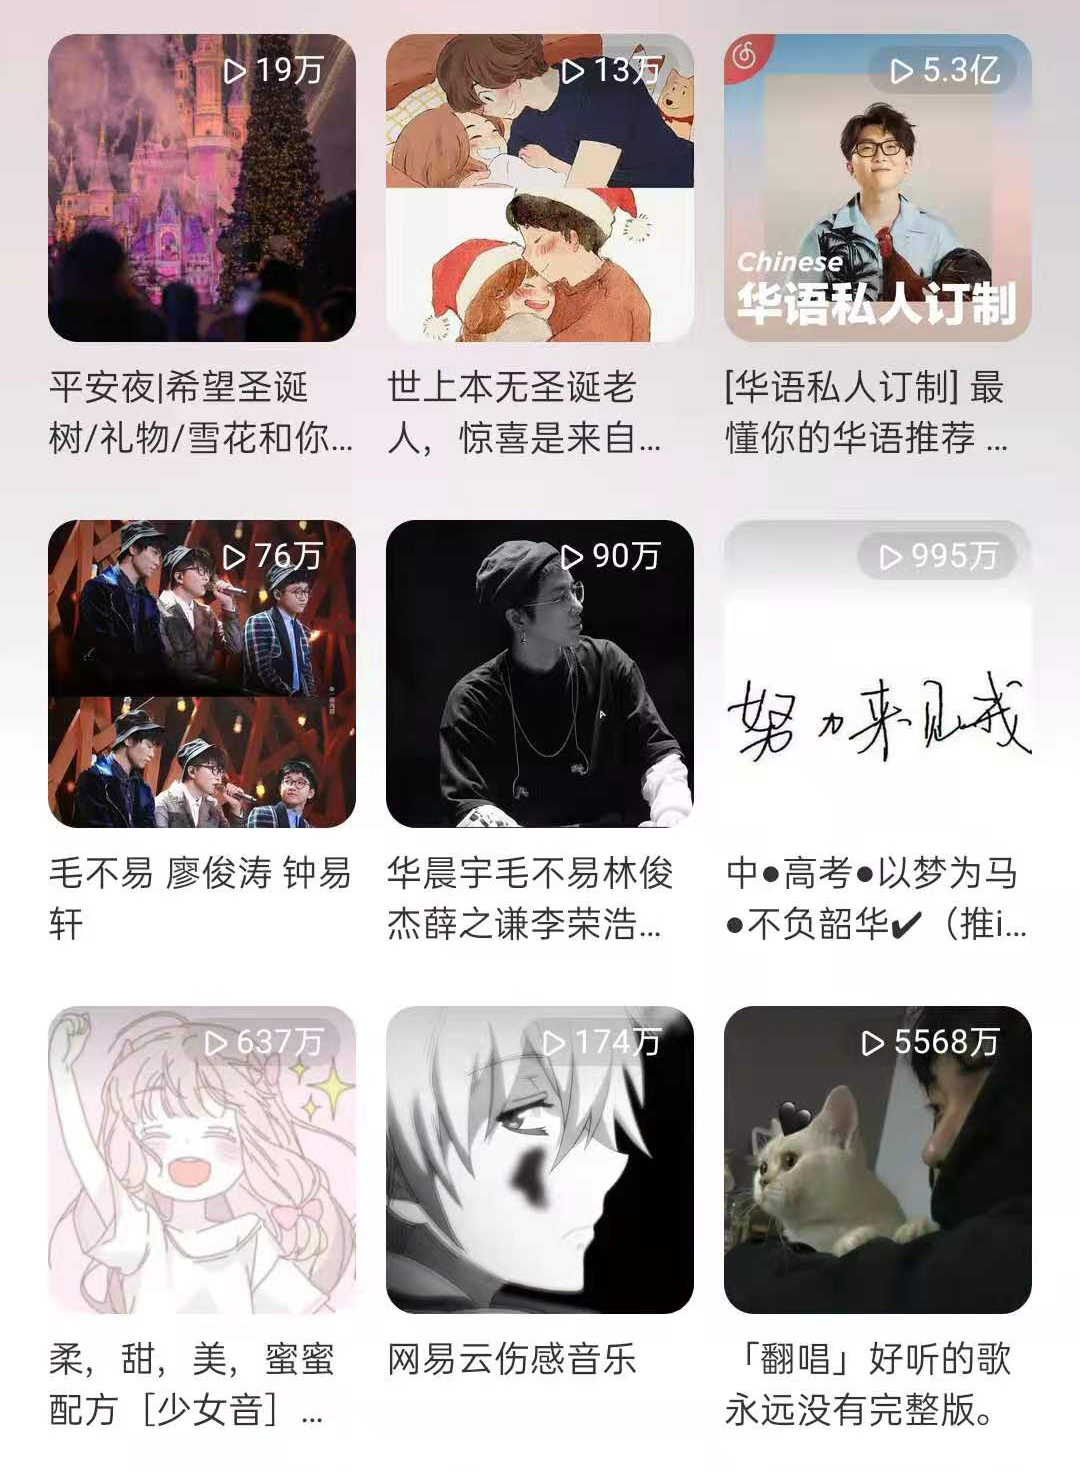 19万
13万
5.3亿
Chinese
华语私人订制
平安夜|希望圣诞
树/礼物/雪花和你...
世上本无圣诞老
人，惊喜是来自...
[华语私人订制] 最
懂你的华语推荐 ...
76万
90万
995万
努力来见我
毛不易 廖俊涛 钟易
轩
华晨宇毛不易林俊
杰薛之谦李荣浩...
中●高考●以梦为马
●不负韶华✔（推i...
637万
174万
5568万
柔，甜，美，蜜蜜
配方［少女音］...
网易云伤感音乐
「翻唱」好听的歌
永远没有完整版。